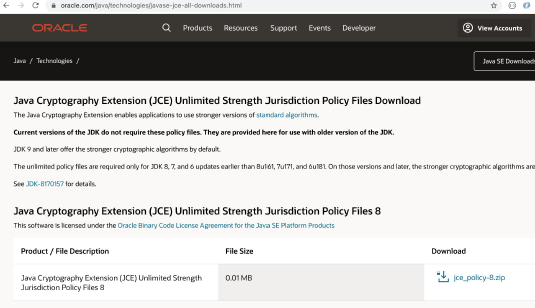 oracle.com/java/technologies/javase-jce-all-downloads.html
ORACLE
Products Resources Support Events Developer
View Accounts
Java / Technologies /
Java SE Downloads
Java Cryptography Extension (JCE) Unlimited Strength Jurisdiction Policy Files Download
The Java Cryptography Extension enables applications to use stronger versions of standard algorithms.
Current versions of the JDK do not require these policy files. They are provided here for use with older version of the JDK.
JDK 9 and later offer the stronger cryptographic algorithms by default.
The unlimited policy files are required only for JDK 8, 7, and 6 updates earlier than 8u161, 7u171, and 6u181. On those versions and later, the stronger cryptographic algorithms are
See JDK-8170157 for details.
Java Cryptography Extension (JCE) Unlimited Strength Jurisdiction Policy Files 8
This software is licensed under the Oracle Binary Code License Agreement for the Java SE Platform Products
Product / File Description File Size Download
Java Cryptography Extension (JCE) Unlimited Strength 0.01 MB jce_policy-8.zip
Jurisdiction Policy Files 8